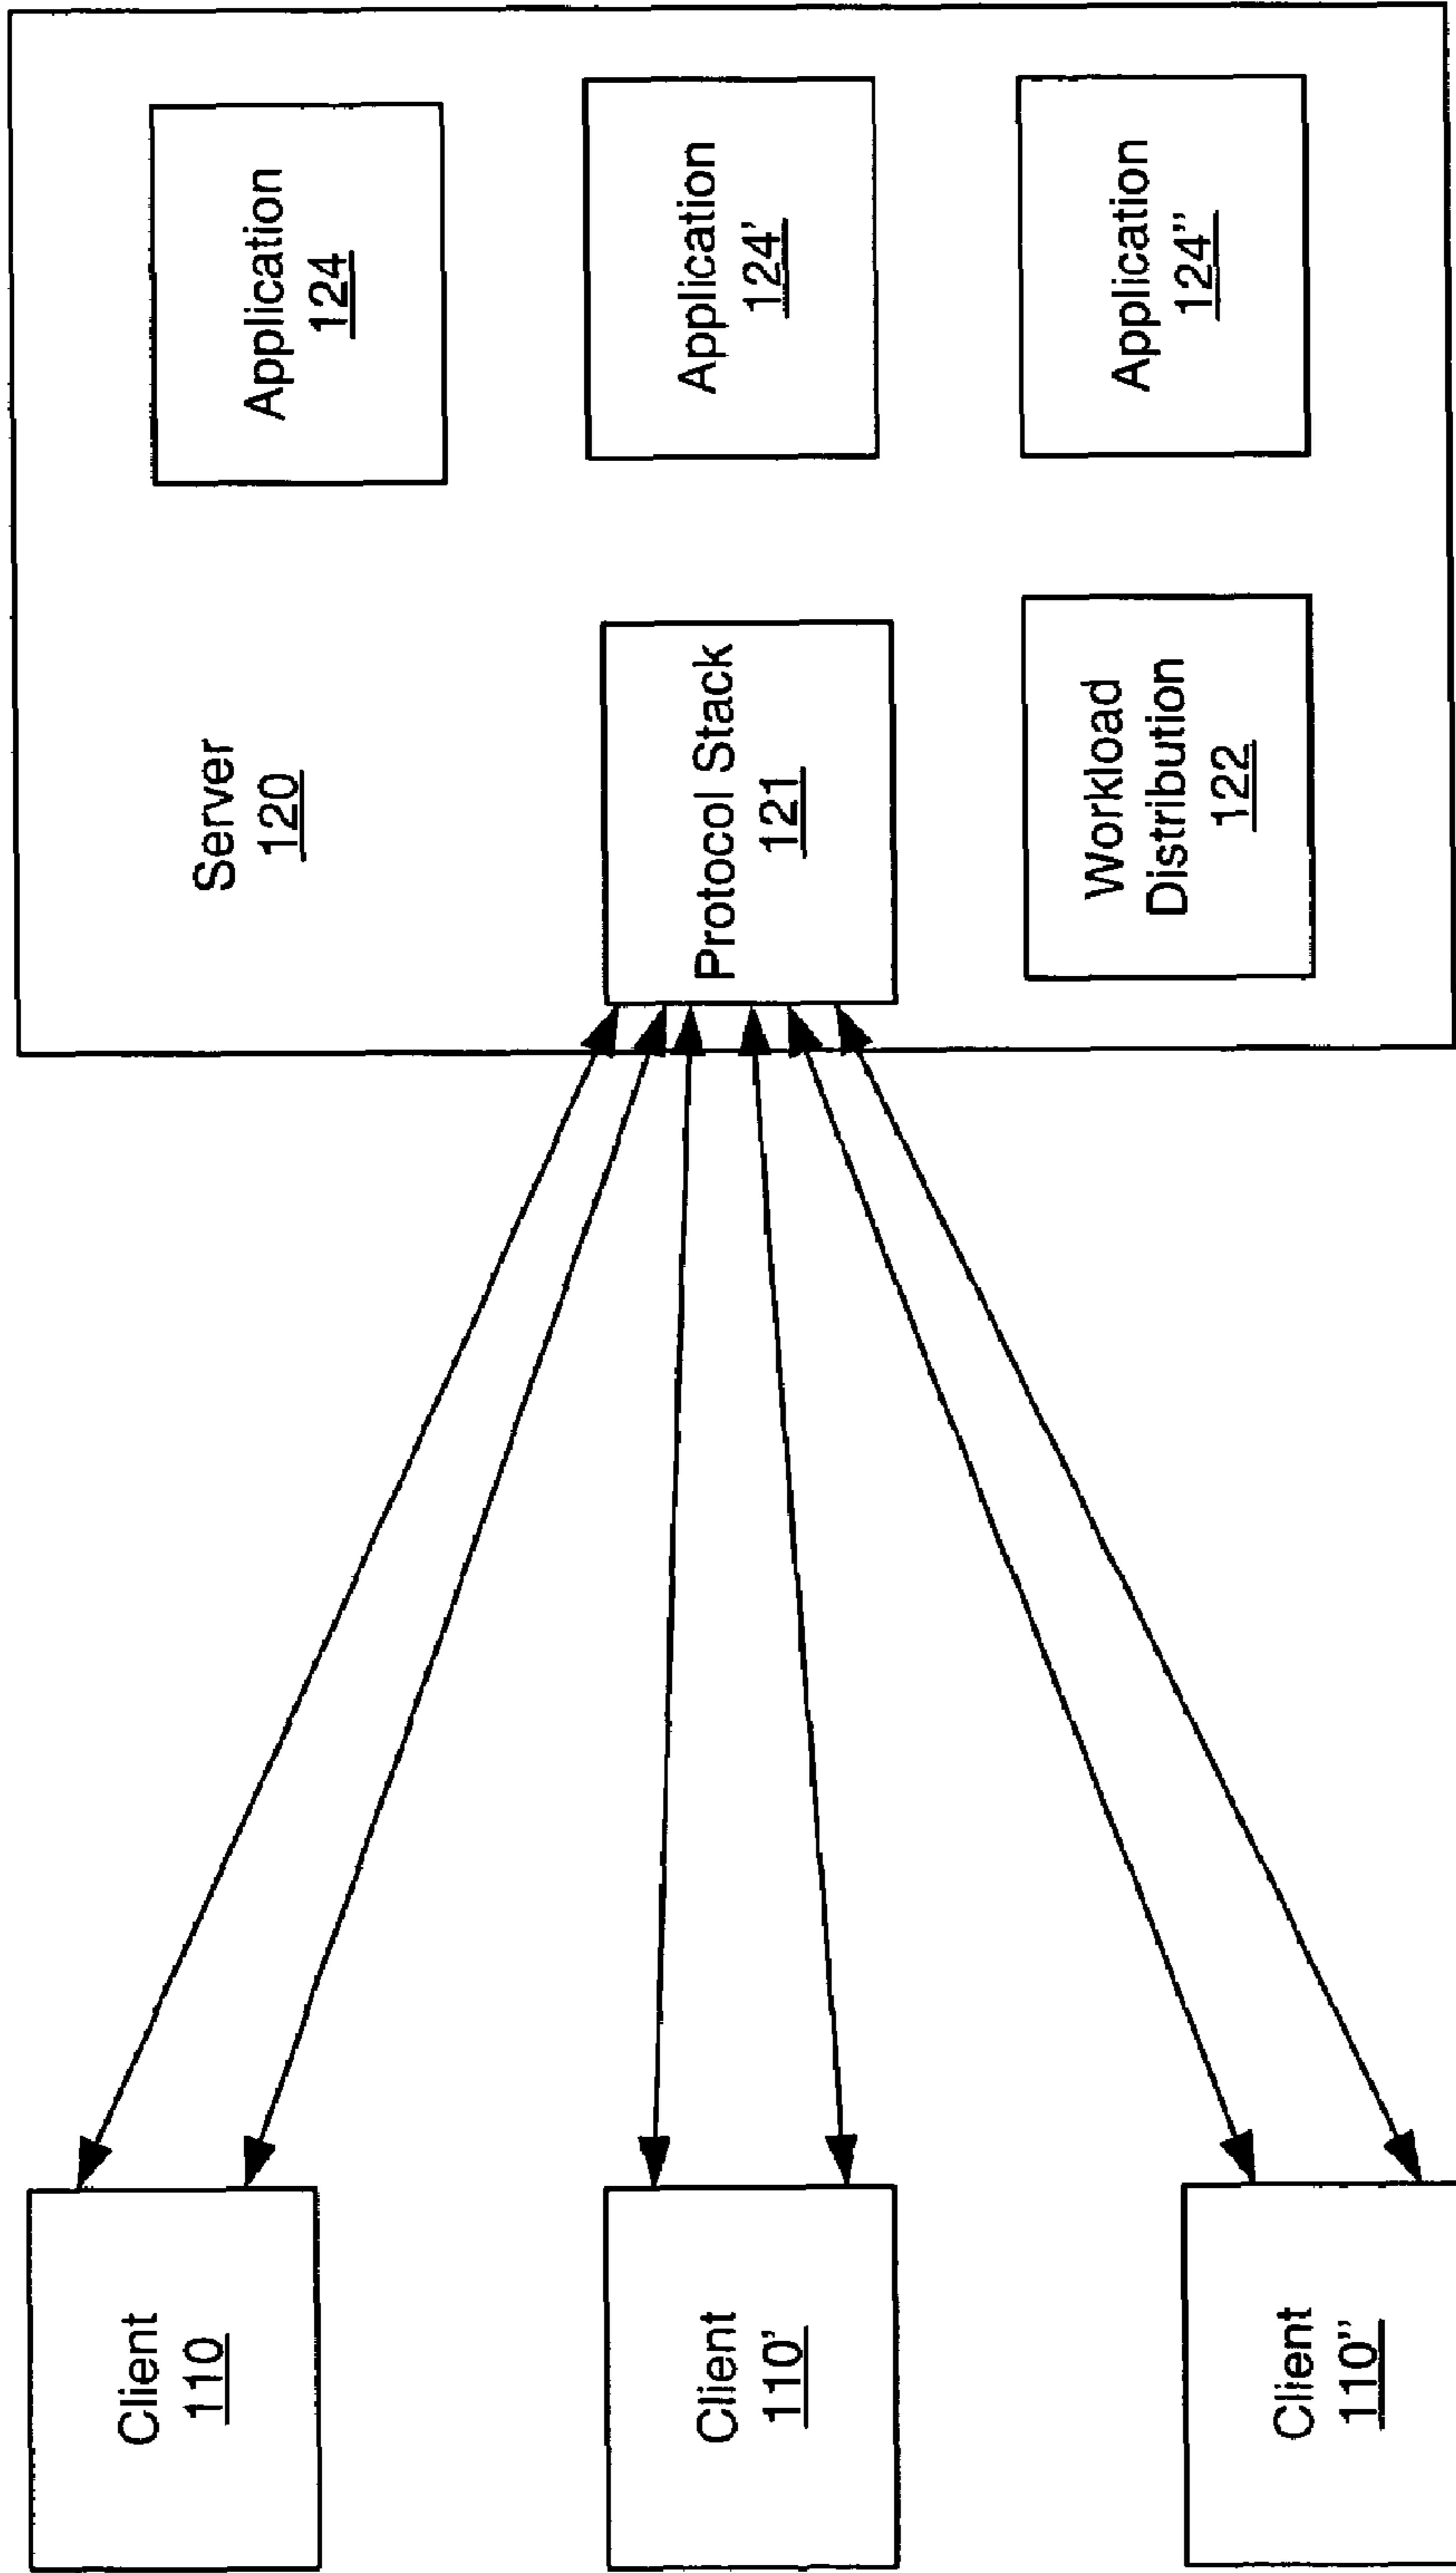 Server
120
Application
124
Client
110
Protocol Stack
121
Application
124'
Client
110'
Workload
Distribution
122
Application
124"
Client
110"